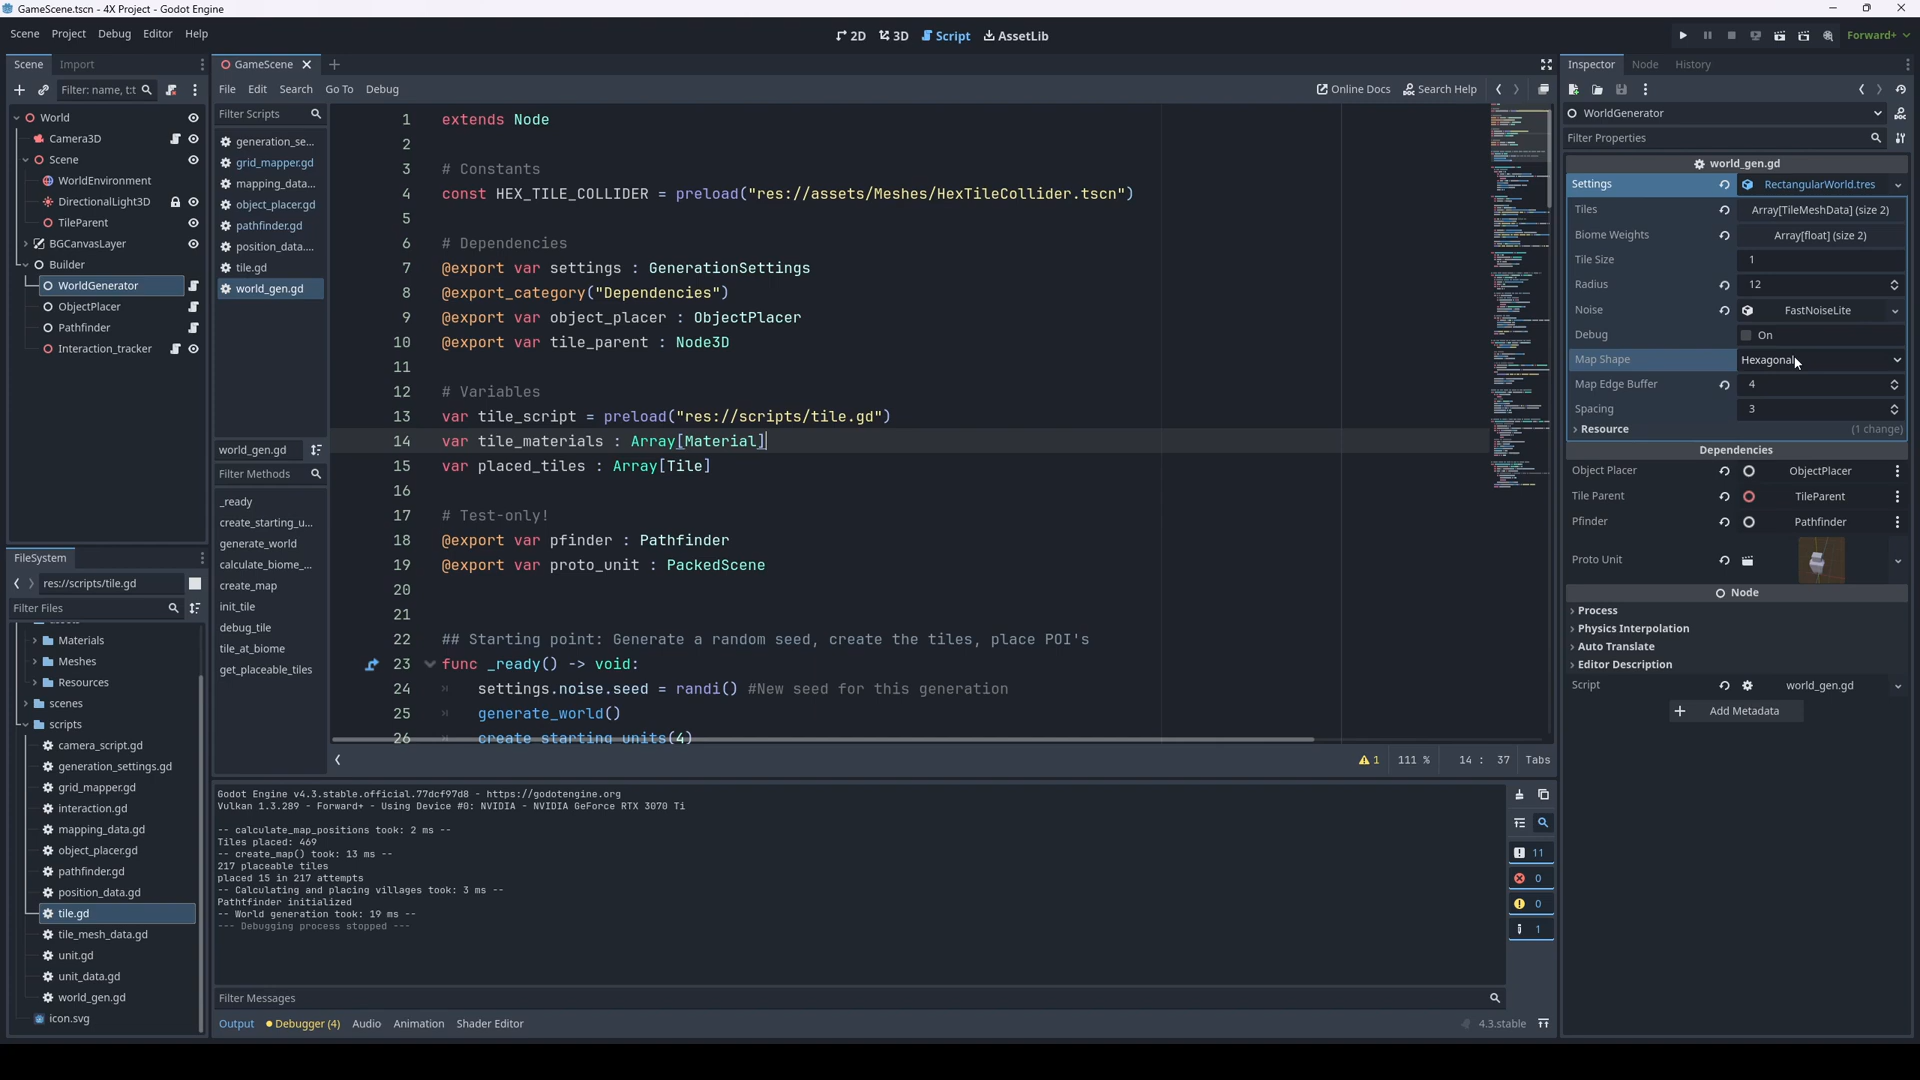 GameScene.tscn - 4X Project - Godot Engine
Scene Project Debug Editor Help
2D 3D Script AssetLib
Forward+
Scene Import
GameScene
Inspector Node History
Filter: name, t:t
File Edit Search Go To Debug
Online Docs Search Help
Filter Scripts
World
Camera3D
Scene
WorldEnvironment
DirectionalLight3D
TileParent
BGCanvasLayer
Builder
WorldGenerator
ObjectPlacer
Pathfinder
Interaction_tracker
generation_se...
grid_mapper.gd
mapping_data...
object_placer.gd
pathfinder.gd
position_data....
tile.gd
world_gen.gd
world_gen.gd
Filter Methods
_ready
create_starting_u...
generate_world
calculate_biome_...
create_map
init_tile
debug_tile
tile_at_biome
get_placeable_tiles
1 extends Node
2
3 # Constants
4 const HEX_TILE_COLLIDER = preload("res://assets/Meshes/HexTileCollider.tscn")
5
6 # Dependencies
7 @export var settings : GenerationSettings
8 @export_category("Dependencies")
9 @export var object_placer : ObjectPlacer
10 @export var tile_parent : Node3D
11
12 # Variables
13 var tile_script = preload("res://scripts/tile.gd")
14 var tile_materials : Array[Material]
15 var placed_tiles : Array[Tile]
16
17 # Test-only!
18 @export var pfinder : Pathfinder
19 @export var proto_unit : PackedScene
20
21
22 ## Starting point: Generate a random seed, create the tiles, place POI's
23 func _ready() -> void:
24 settings.noise.seed = randi() #New seed for this generation
25 generate_world()
26 create_starting_units(4)
1 111 % 14 : 37 Tabs
FileSystem
res://scripts/tile.gd
Filter Files
assets
Materials
Meshes
Resources
scenes
scripts
camera_script.gd
generation_settings.gd
grid_mapper.gd
interaction.gd
mapping_data.gd
object_placer.gd
pathfinder.gd
position_data.gd
tile.gd
tile_mesh_data.gd
unit.gd
unit_data.gd
world_gen.gd
icon.svg
Godot Engine v4.3.stable.official.77dcf97d8 - https://godotengine.org
Vulkan 1.3.289 - Forward+ - Using Device #0: NVIDIA - NVIDIA GeForce RTX 3070 Ti
-- calculate_map_positions took: 2 ms --
Tiles placed: 469
-- create_map() took: 13 ms --
217 placeable tiles
placed 15 in 217 attempts
-- Calculating and placing villages took: 3 ms --
Pathtfinder initialized
-- World generation took: 19 ms --
--- Debugging process stopped ---
11
0
0
1
Filter Messages
Output Debugger (4) Audio Animation Shader Editor
4.3.stable
WorldGenerator
Filter Properties
world_gen.gd
Settings RectangularWorld.tres
Tiles Array[TileMeshData] (size 2)
Biome Weights Array[float] (size 2)
Tile Size 1
Radius 12
Noise FastNoiseLite
Debug On
Map Shape Hexagonal
Map Edge Buffer 4
Spacing 3
Resource (1 change)
Dependencies
Object Placer ObjectPlacer
Tile Parent TileParent
Pfinder Pathfinder
Proto Unit
Node
Process
Physics Interpolation
Auto Translate
Editor Description
Script world_gen.gd
Add Metadata